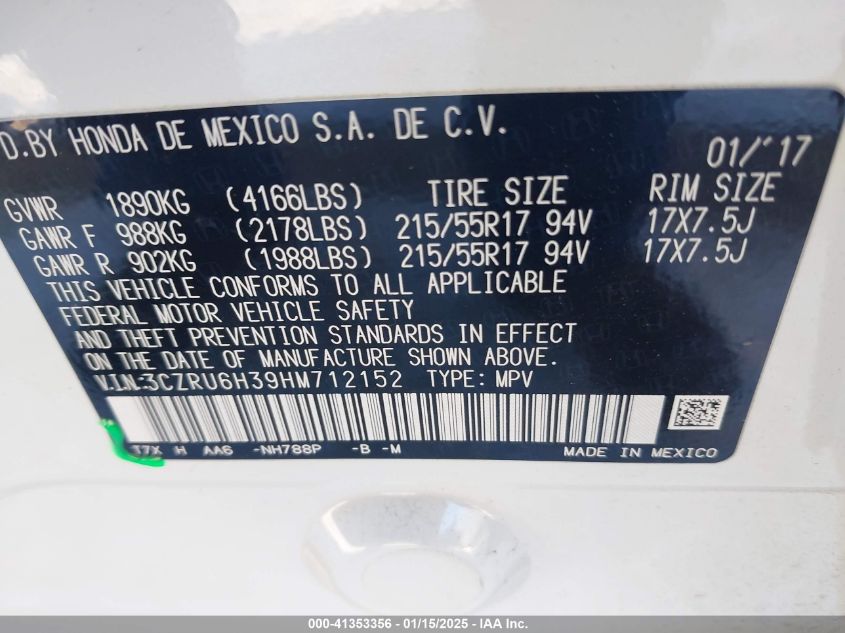 D.BY HONDA DE MEXICO S.A. DE C.V.
01/'17
GVWR 1890KG (4166LBS) TIRE SIZE RIM SIZE
GAWR F 988KG (2178LBS) 215/55R17 94V 17X7.5J
GAWR R 902KG (1988LBS) 215/55R17 94V 17X7.5J
THIS VEHICLE CONFORMS TO ALL APPLICABLE
FEDERAL MOTOR VEHICLE SAFETY
AND THEFT PREVENTION STANDARDS IN EFFECT
ON THE DATE OF MANUFACTURE SHOWN ABOVE.
V.I.N:3CZRU6H39HM712152 TYPE: MPV
T7X H AA6 -NH788P -B -M MADE IN MEXICO
000-41353356 - 01/15/2025 - IAA Inc.